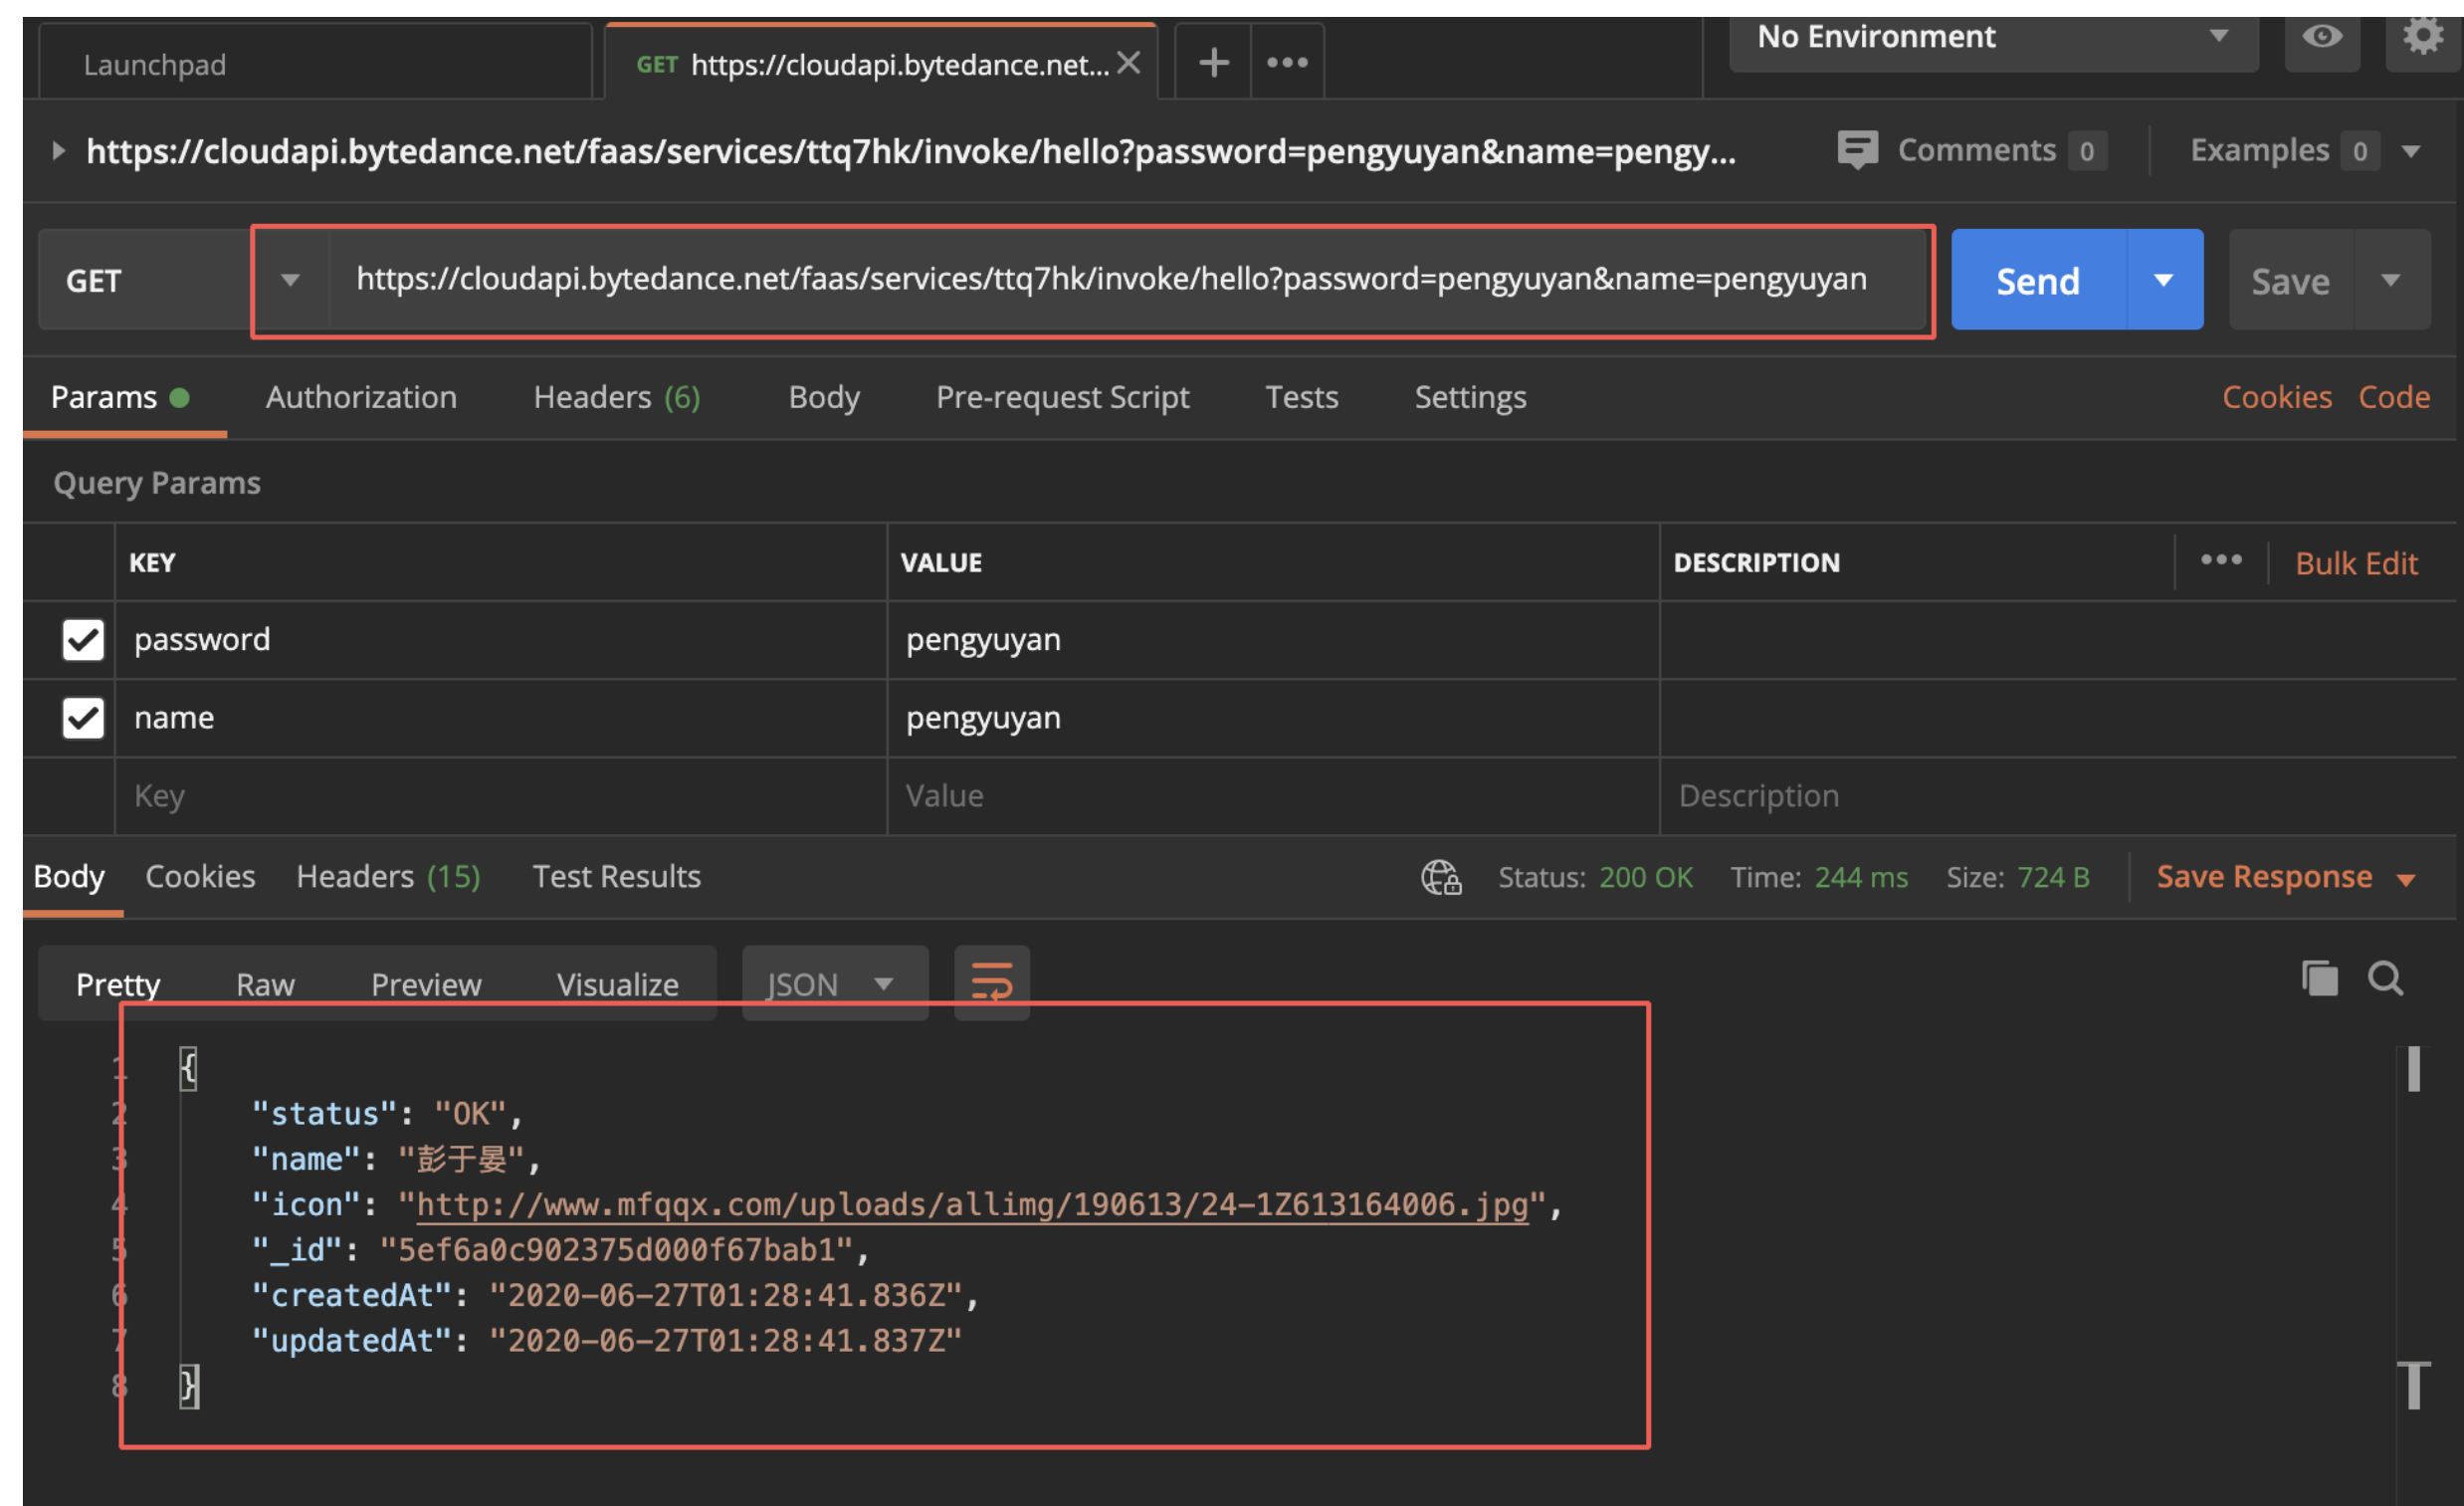 Launchpad
GET https://cloudapi.bytedance.net...
No Environment
https://cloudapi.bytedance.net/faas/services/ttq7hk/invoke/hello?password=pengyuyan&name=pengy...
Comments 0
Examples 0
GET
https://cloudapi.bytedance.net/faas/services/ttq7hk/invoke/hello?password=pengyuyan&name=pengyuyan
Send
Save
Params Authorization Headers (6) Body Pre-request Script Tests Settings Cookies Code
Query Params
KEY VALUE DESCRIPTION ••• Bulk Edit
password pengyuyan
name pengyuyan
Key Value Description
Body Cookies Headers (15) Test Results Status: 200 OK Time: 244 ms Size: 724 B Save Response
Pretty Raw Preview Visualize JSON
1 {
2 "status": "OK",
3 "name": "彭于晏",
4 "icon": "http://www.mfqqx.com/uploads/allimg/190613/24-1Z613164006.jpg",
5 "_id": "5ef6a0c902375d000f67bab1",
6 "createdAt": "2020-06-27T01:28:41.836Z",
7 "updatedAt": "2020-06-27T01:28:41.837Z"
8 }